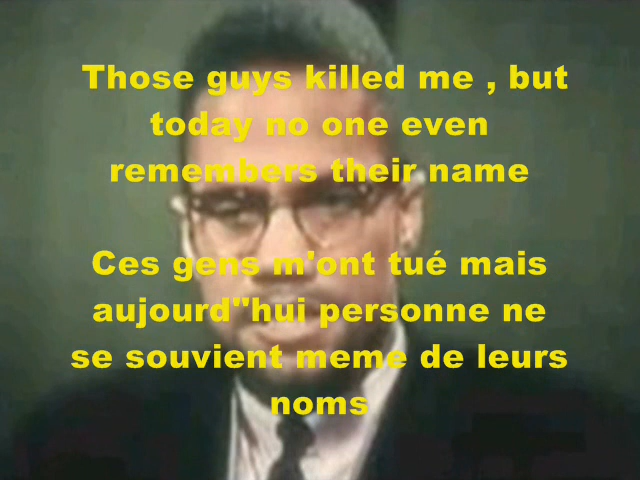 Those guys killed me , but
today no one even
remembers their name
Ces gens m'ont tué mais
aujourd"hui personne ne
se souvient meme de leurs
noms